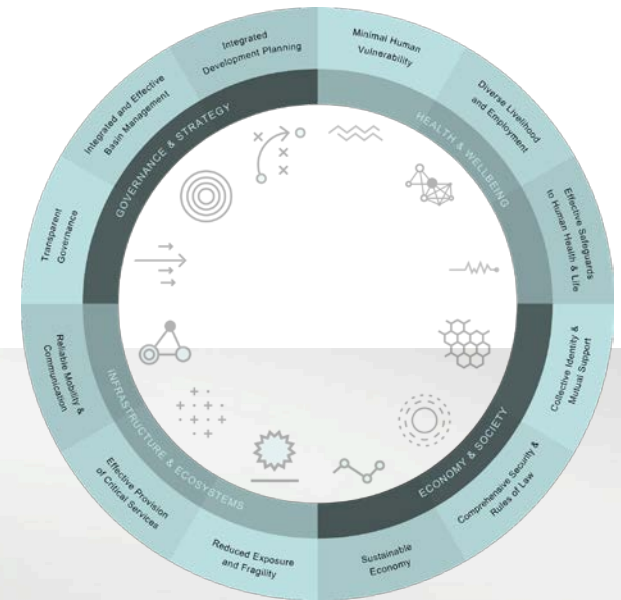 Integrated
Development Planning
Minimal Human
Vulnerability
Integrated and Effective
Basin Management
Diverse Livelihood
and Employment
GOVERNANCE & STRATEGY
HEALTH & WELLBEING
Transparent
Governance
Effective Safeguards
to Human Health & Life
Reliable Mobility &
Communication
Collective Identity &
Mutual Support
INFRASTRUCTURE & ECOSYSTEMS
ECONOMY & SOCIETY
Effective Provision
of Critical Services
Comprehensive Security &
Rules of Law
Reduced Exposure
and Fragility
Sustainable
Economy